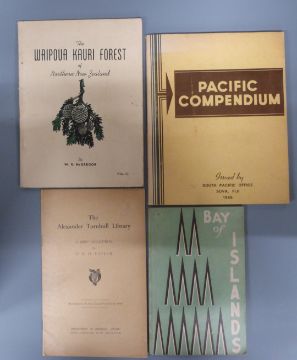 The
WAIPOUA KAURI FOREST
of
Northern New Zealand
by
W. R. McGREGOR
PACIFIC
COMPENDIUM
Issued by
SOUTH PACIFIC OFFICE
SUVA, FIJI
The
Alexander Turnbull Library
BAY
of
ISLANDS